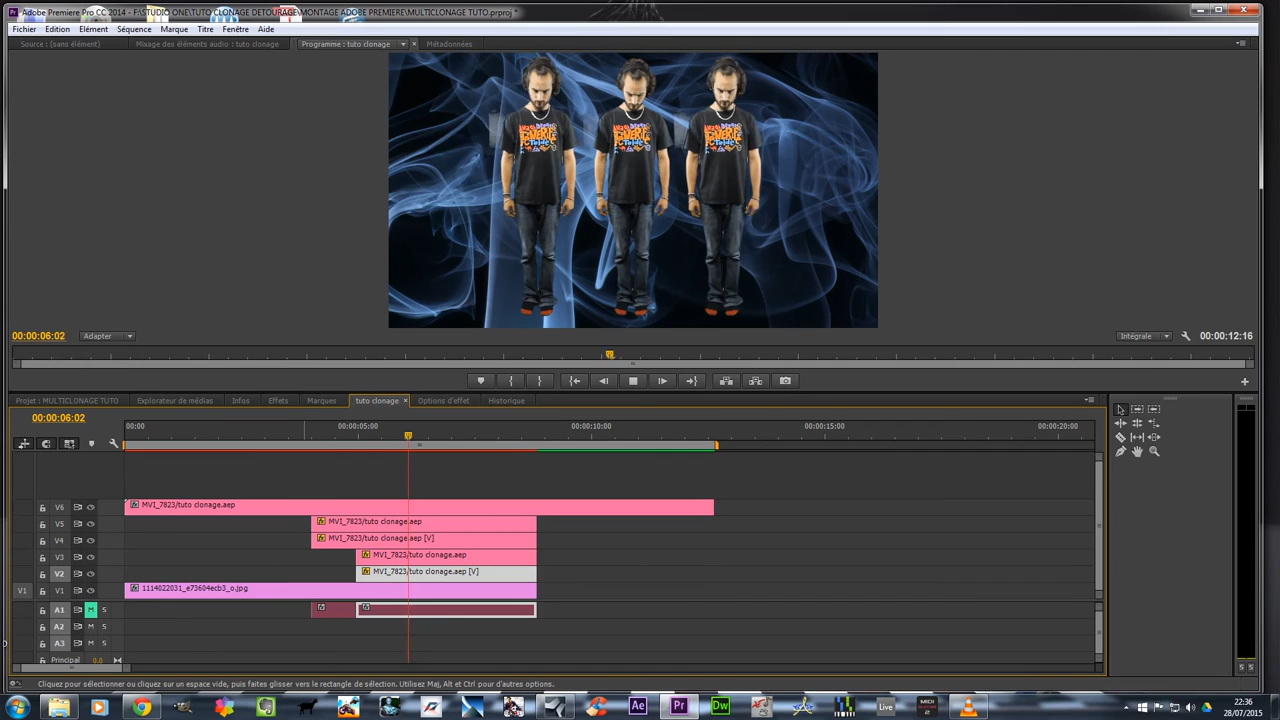 Adobe Premiere Pro CC 2014 - F:\STUDIO ONE\TUTO CLONAGE DETOURAGE\MONTAGE ADOBE PREMIERE\MULTICLONAGE TUTO.prproj *
Fichier Edition Elément Séquence Marque Titre Fenêtre Aide
Source : (sans élément) Mixage des éléments audio : tuto clonage Programme : tuto clonage Métadonnées
00:00:06:02 Adapter Intégrale 00:00:12:16
Projet : MULTICLONAGE TUTO Explorateur de médias Infos Effets Marques tuto clonage Options d'effet Historique
00:00:06:02
00:00 00:00:05:00 00:00:10:00 00:00:15:00 00:00:20:00
V6 MVI_7823/tuto clonage.aep
V5 MVI_7823/tuto clonage.aep
V4 MVI_7823/tuto clonage.aep [V]
V3 MVI_7823/tuto clonage.aep
V2 MVI_7823/tuto clonage.aep [V]
V1 V1 1114022031_e73604ecb3_o.jpg
A1 M S
A2 M S
A3 M S
Principal 0,0
S S
Cliquez pour sélectionner ou cliquez sur un espace vide, puis faites glisser vers le rectangle de sélection. Utilisez Maj, Alt et Ctrl pour d'autres options.
Ae Pr Dw Live MIDI 2
22:36
28/07/2015